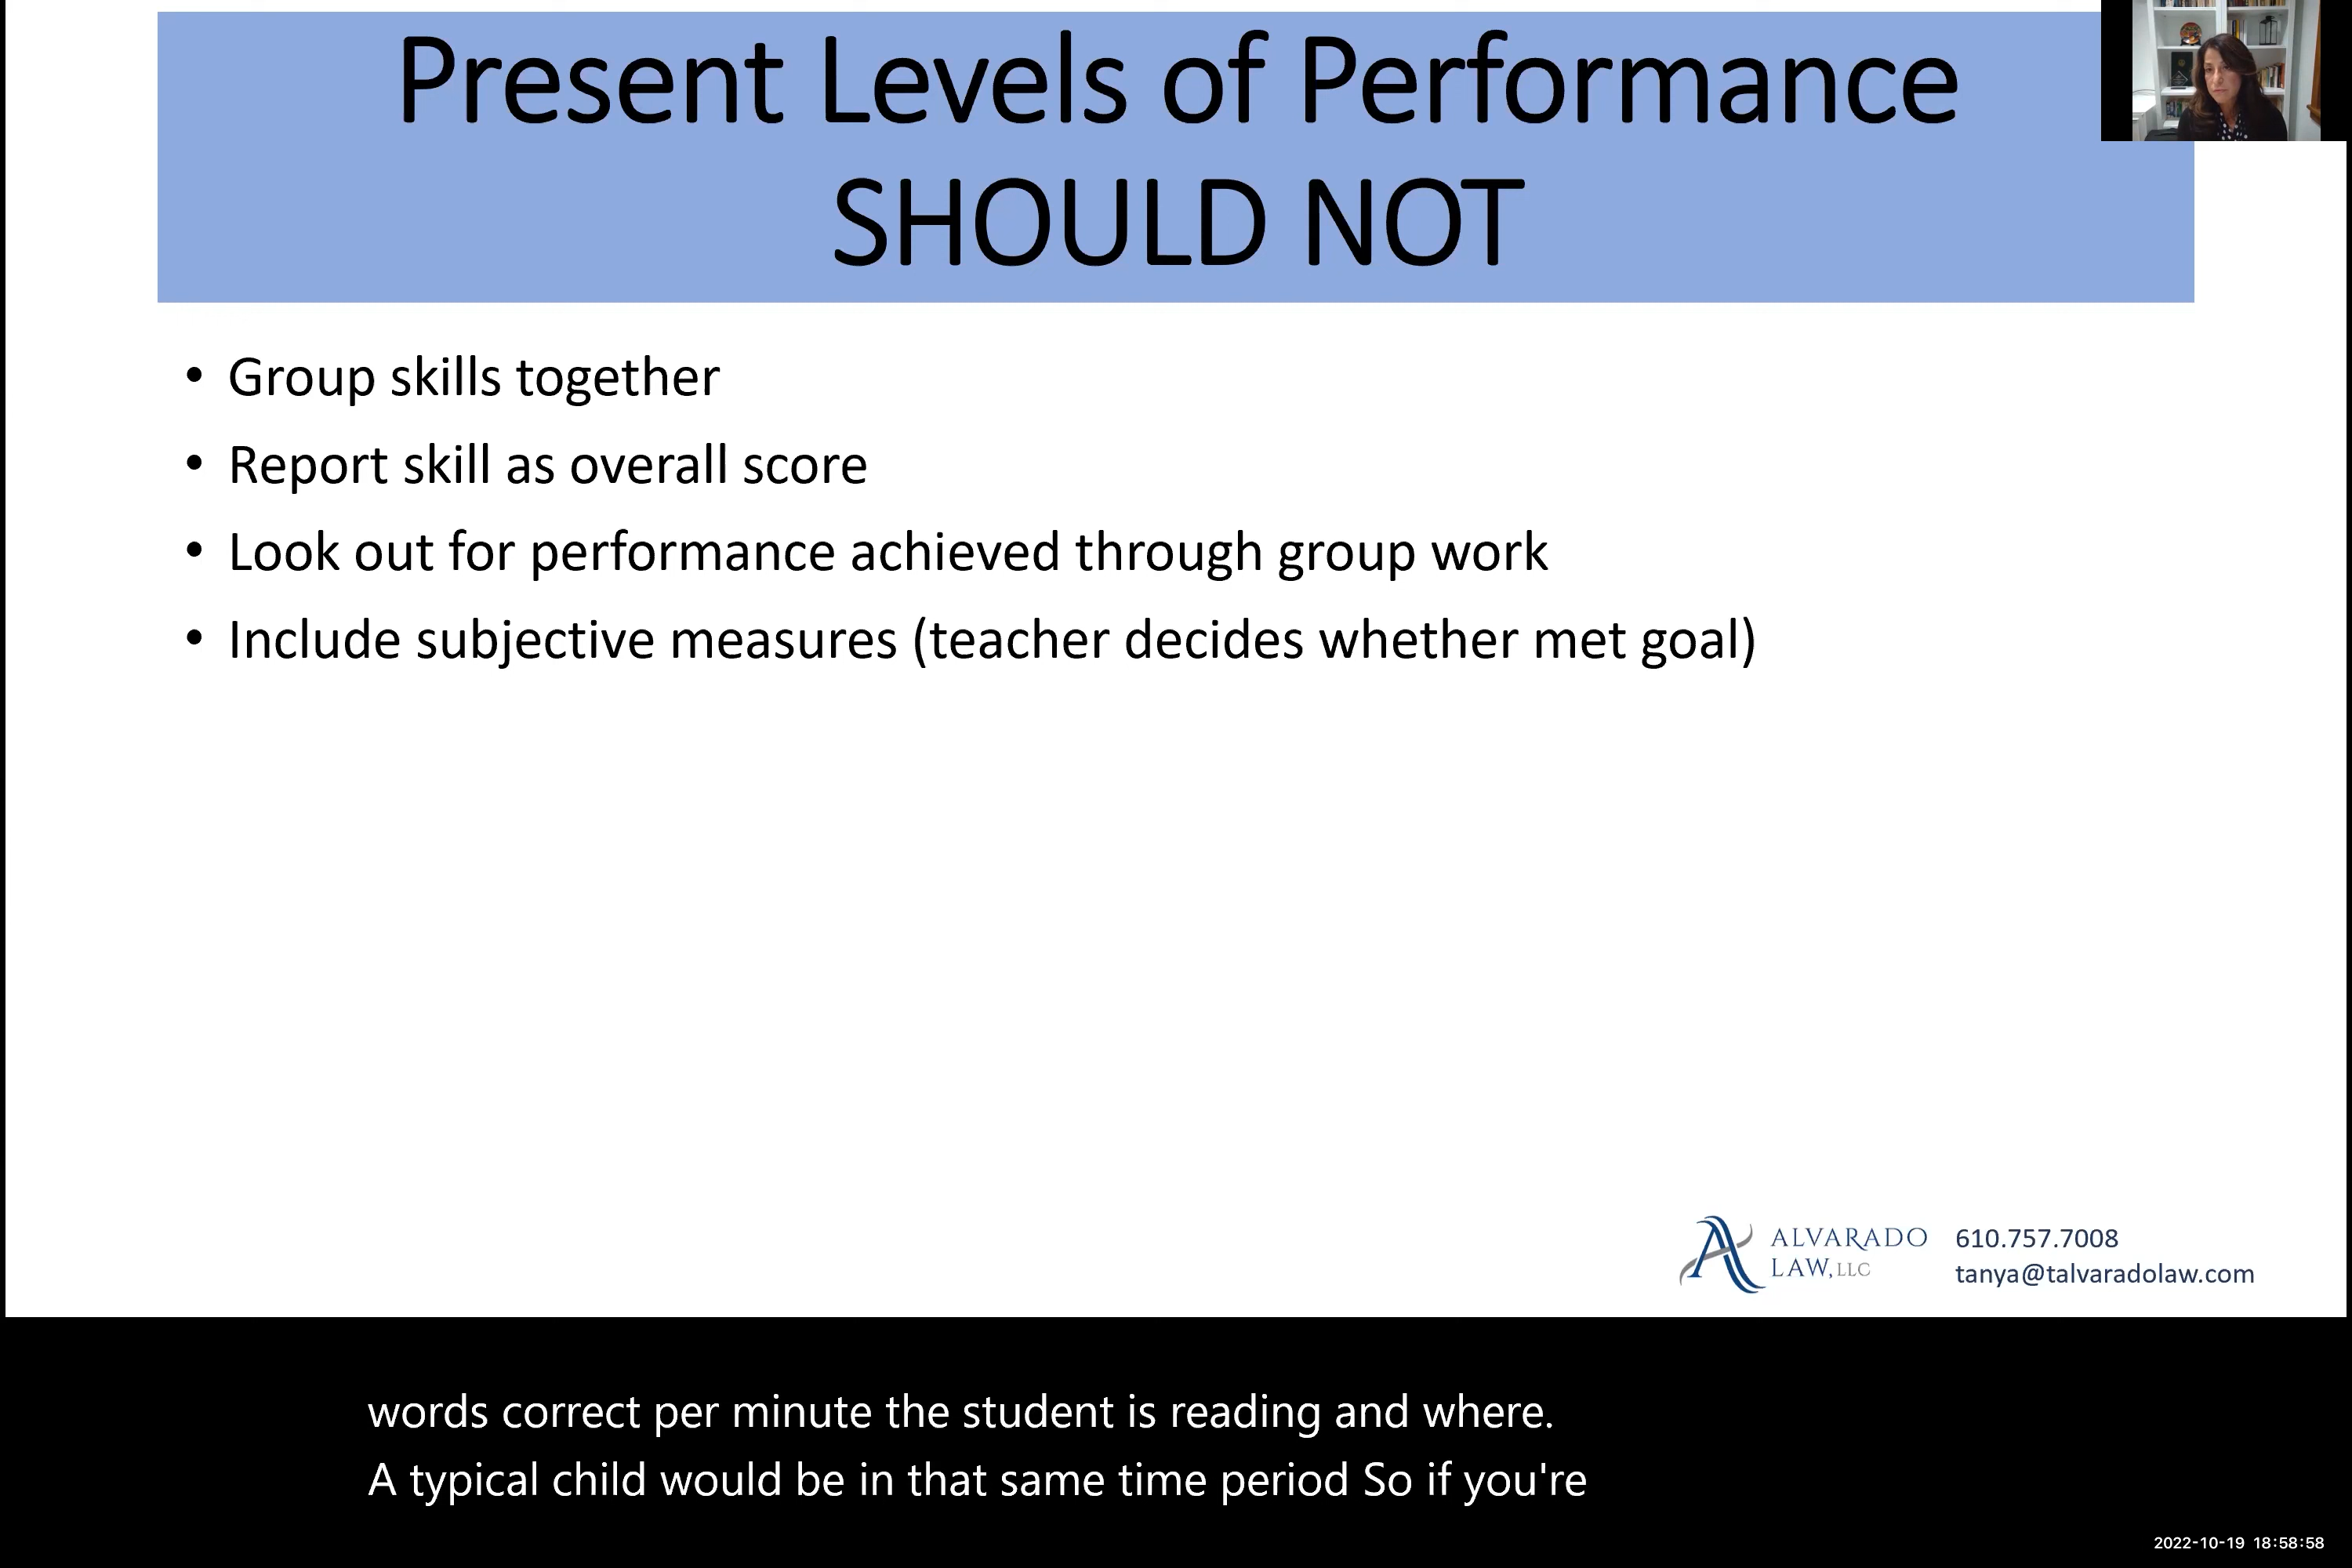 Present Levels of Performance
SHOULD NOT
• Group skills together
• Report skill as overall score
• Look out for performance achieved through group work
• Include subjective measures (teacher decides whether met goal)
ALVARADO
LAW, LLC
610.757.7008
tanya@talvaradolaw.com
words correct per minute the student is reading and where.
A typical child would be in that same time period So if you're
2022-10-19 18:58:58